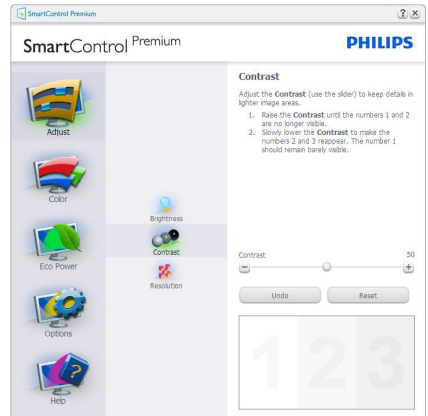 SmartControl Premium
SmartControl Premium
PHILIPS
Adjust
Color
Eco Power
Options
Help
Brightness
Contrast
Resolution
Contrast
Adjust the Contrast (use the slider) to keep details in
lighter image areas.
1. Raise the Contrast until the numbers 1 and 2
are no longer visible.
2. Slowly lower the Contrast to make the
numbers 2 and 3 reappear. The number 1
should remain barely visible.
Contrast 50
Undo Reset
1 2 3